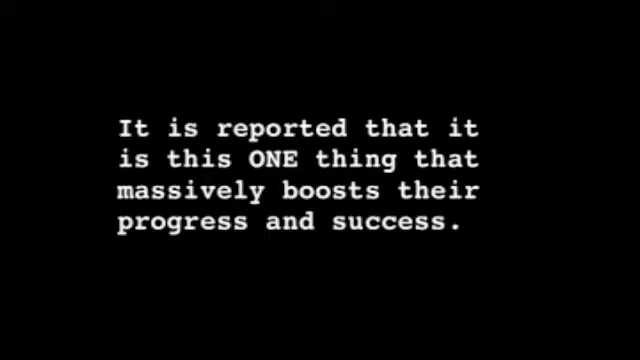 It is reported that it
is this ONE thing that
massively boosts their
progress and success.